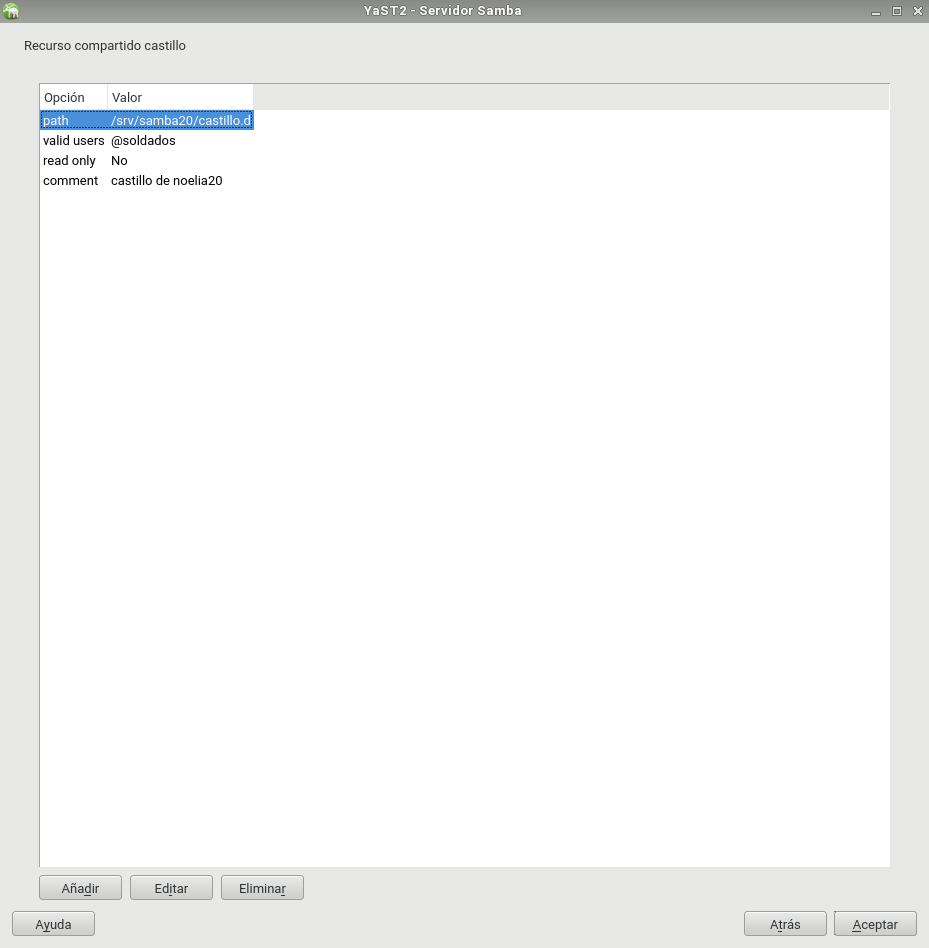 YaST2 - Servidor Samba
Recurso compartido castillo
Opción Valor
path /srv/samba20/castillo.d
valid users @soldados
read only No
comment castillo de noelia20
Añadir Editar Eliminar
Ayuda Atrás Aceptar